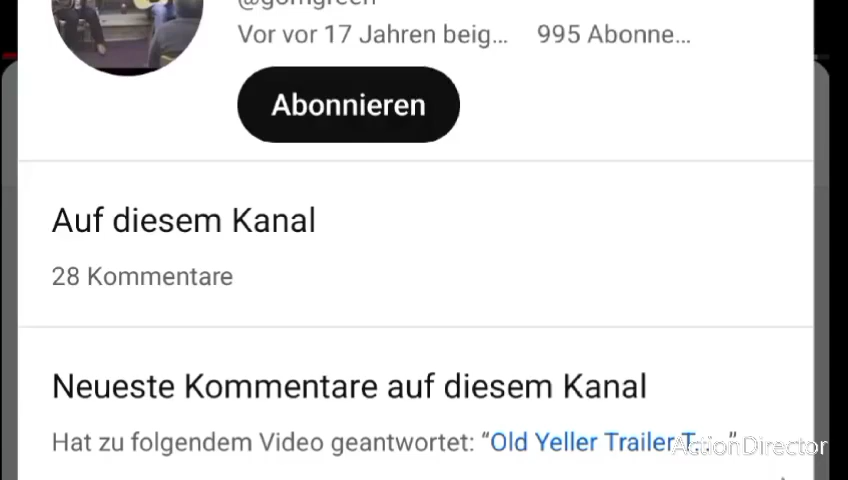 Vor vor 17 Jahren beig... 995 Abonne...
Abonnieren
Auf diesem Kanal
28 Kommentare
Neueste Kommentare auf diesem Kanal
Hat zu folgendem Video geantwortet: “Old Yeller Trailer T...”
ActionDirector